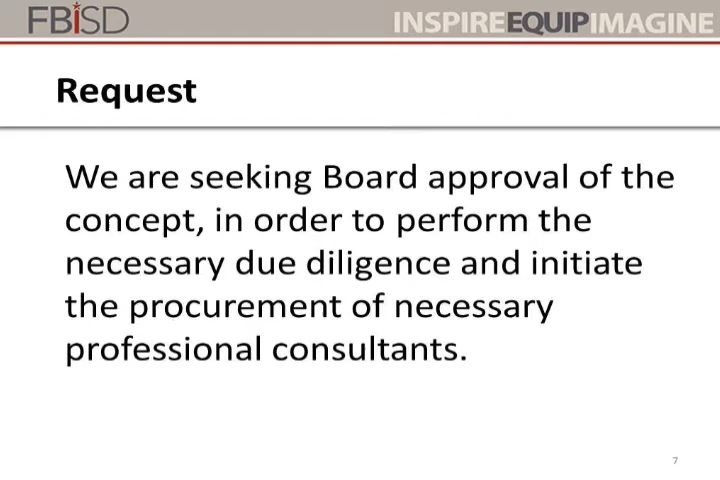 FBiSD INSPIREEQUIPIMAGINE
Request
We are seeking Board approval of the
concept, in order to perform the
necessary due diligence and initiate
the procurement of necessary
professional consultants.
7